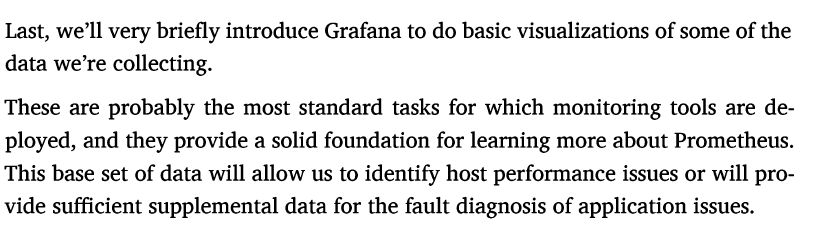 Last, we’ll very briefly introduce Grafana to do basic visualizations of some of the
data we’re collecting.
These are probably the most standard tasks for which monitoring tools are de-
ployed, and they provide a solid foundation for learning more about Prometheus.
This base set of data will allow us to identify host performance issues or will pro-
vide sufficient supplemental data for the fault diagnosis of application issues.